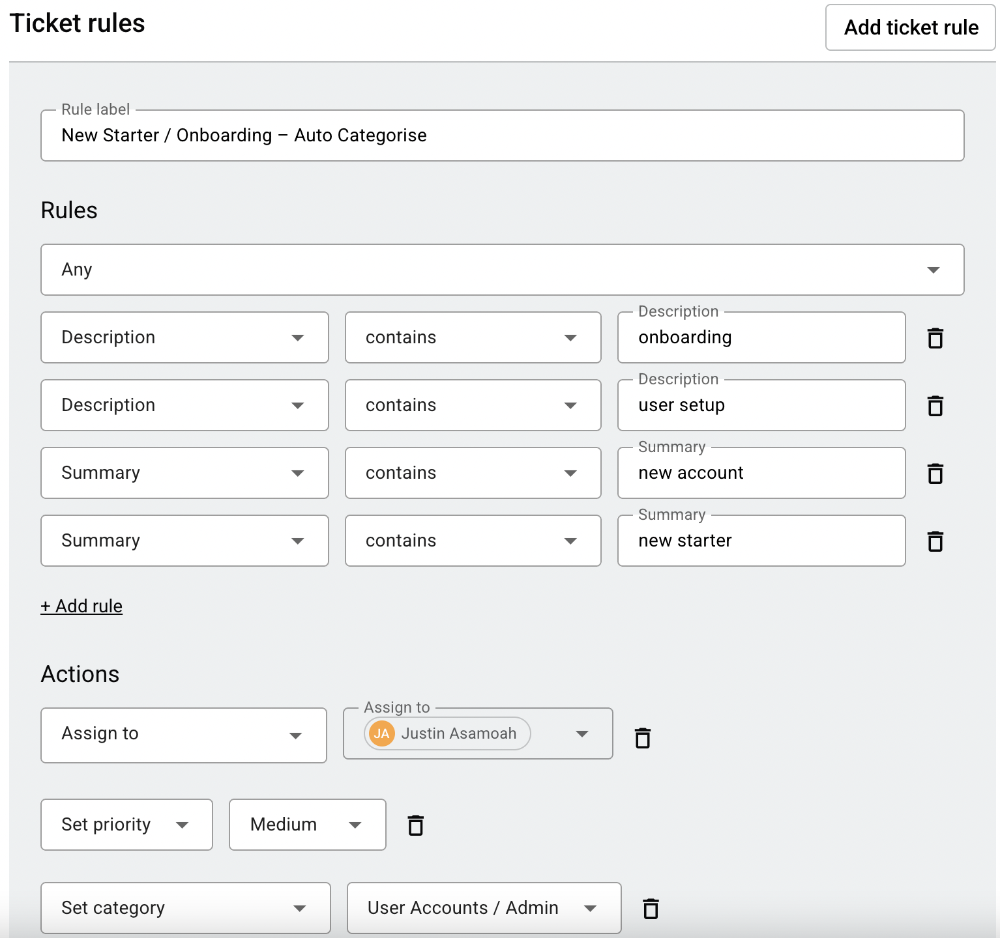 Ticket rules
Add ticket rule
Rule label
New Starter / Onboarding – Auto Categorise
Rules
Any
Description
contains
Description
onboarding
Description
contains
Description
user setup
Summary
contains
Summary
new account
Summary
contains
Summary
new starter
+ Add rule
Actions
Assign to
Assign to
JA Justin Asamoah
Set priority
Medium
Set category
User Accounts / Admin